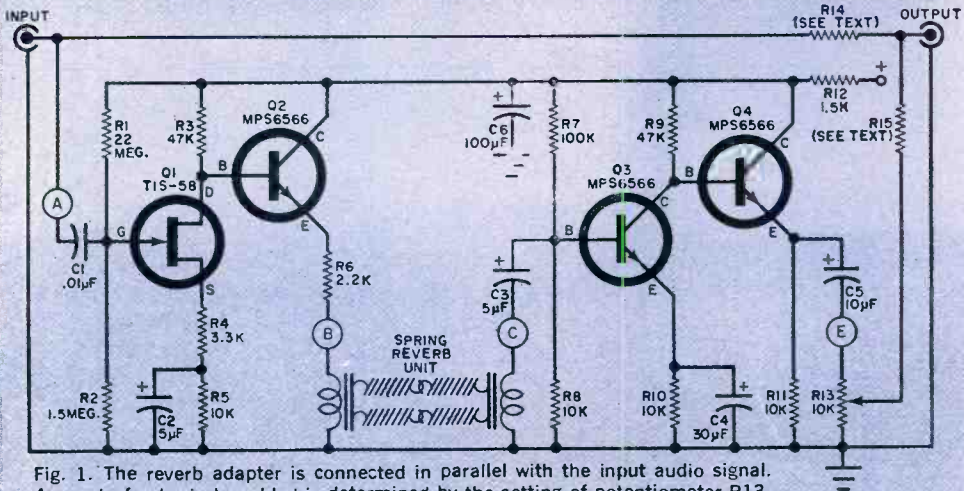 INPUT
R14
(SEE TEXT)
OUTPUT
R1
22
MEG.
R3
47K
Q2
MPS6566
C
B
E
Q1
TIS-58
D
G
S
A
C1
.01µF
R4
3.3K
R2
1.5MEG.
C2
5µF
R5
10K
R6
2.2K
B
SPRING
REVERB
UNIT
+
C6
100µF
R7
100K
R9
47K
Q4
MPS6566
C
B
E
+
R12
1.5K
(SEE TEXT)
R15
Q3
MPS6566
C
B
E
+
C3
5µF
C
R8
10K
R10
10K
+
C4
30µF
R11
10K
+
C5
10µF
E
R13
10K
Fig. 1. The reverb adapter is connected in parallel with the input audio signal.